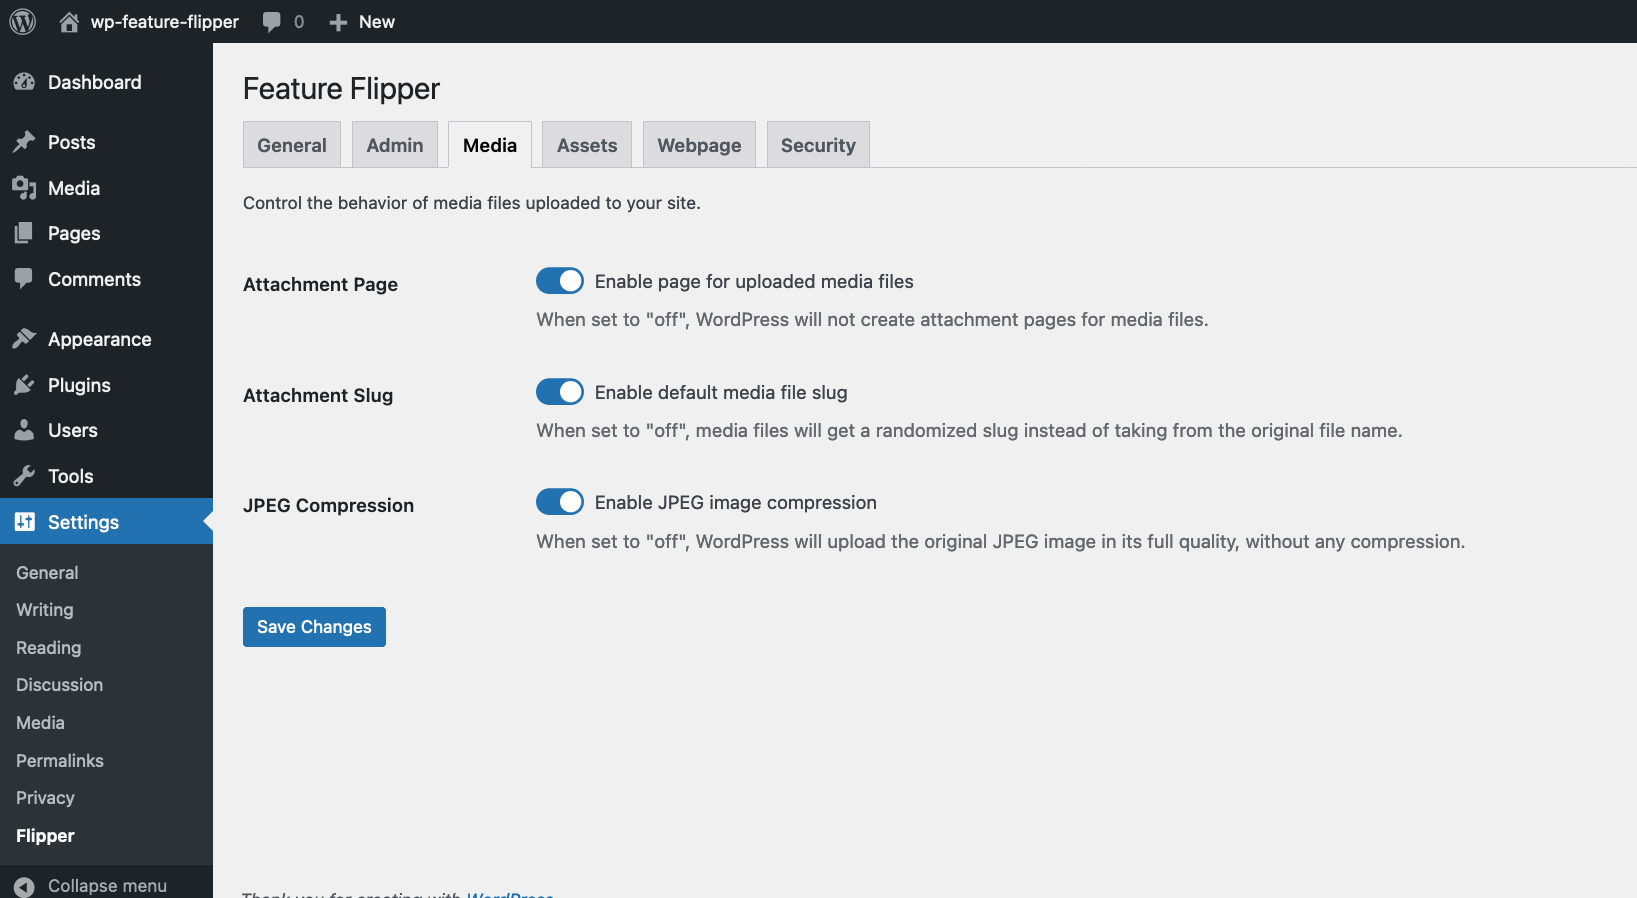 wp-feature-flipper 0 New
Dashboard
Posts
Media
Pages
Comments
Appearance
Plugins
Users
Tools
Settings
General
Writing
Reading
Discussion
Media
Permalinks
Privacy
Flipper
Collapse menu
Feature Flipper
General Admin Media Assets Webpage Security
Control the behavior of media files uploaded to your site.
Attachment Page Enable page for uploaded media files
When set to "off", WordPress will not create attachment pages for media files.
Attachment Slug Enable default media file slug
When set to "off", media files will get a randomized slug instead of taking from the original file name.
JPEG Compression Enable JPEG image compression
When set to "off", WordPress will upload the original JPEG image in its full quality, without any compression.
Save Changes
Thank you for creating with WordPress.